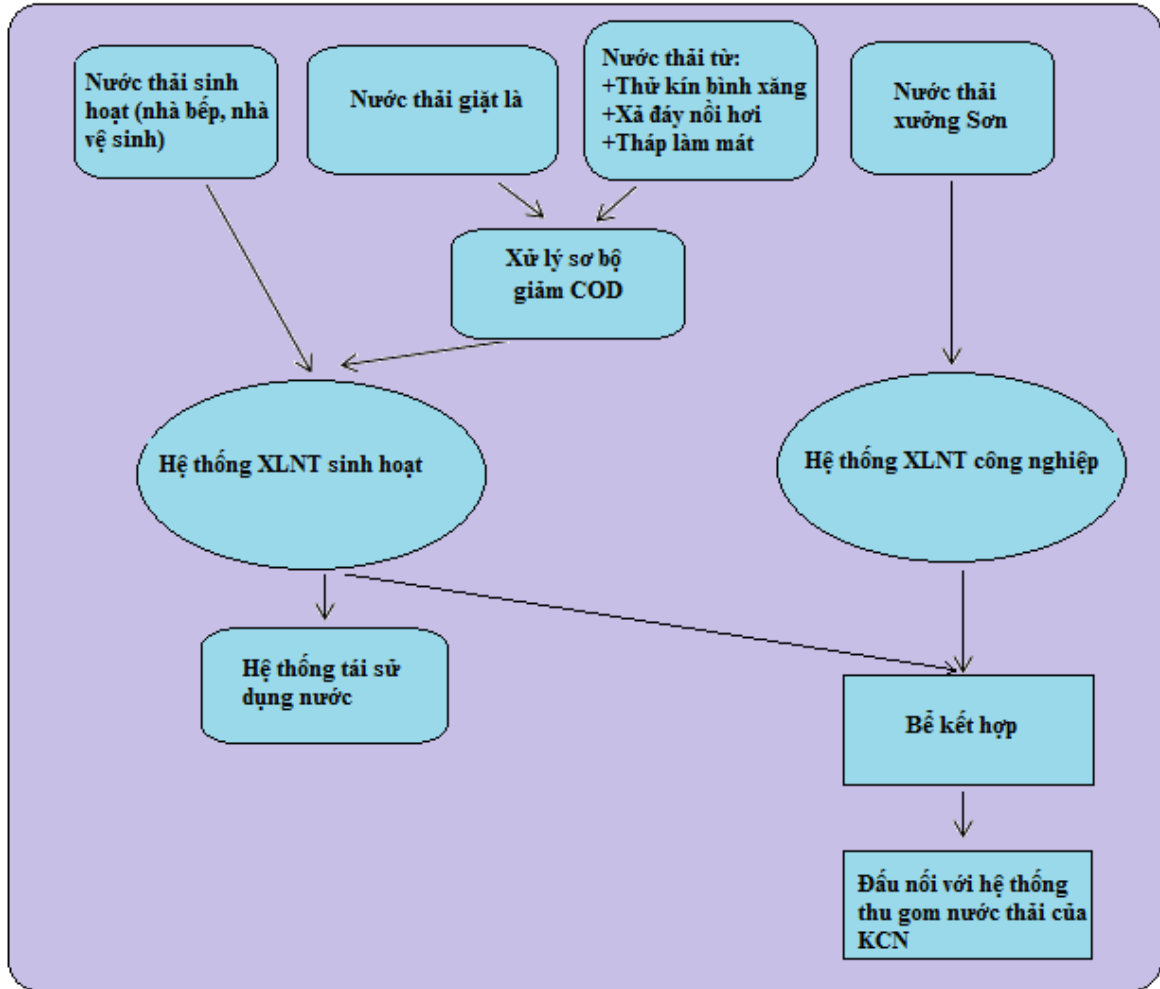 Nước thải sinh
hoạt (nhà bếp, nhà
vệ sinh)
Nước thải giặt là
Nước thải từ:
+Thử kín bình xăng
+Xả đáy nồi hơi
+Tháp làm mát
Nước thải
xưởng Sơn
Xử lý sơ bộ
giảm COD
Hệ thống XLNT sinh hoạt
Hệ thống XLNT công nghiệp
Hệ thống tái sử
dụng nước
Bể kết hợp
Đấu nối với hệ thống
thu gom nước thải của
KCN